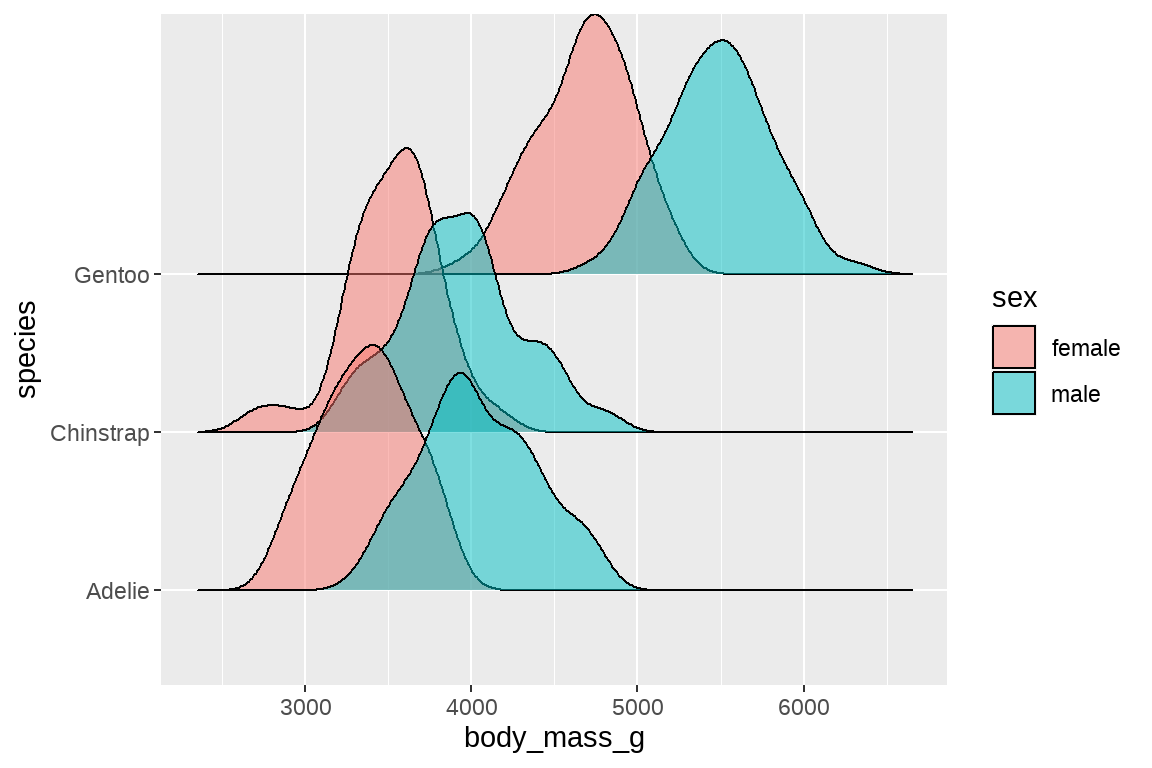 species
Gentoo
Chinstrap
Adelie
3000 4000 5000 6000
body_mass_g
sex
female
male